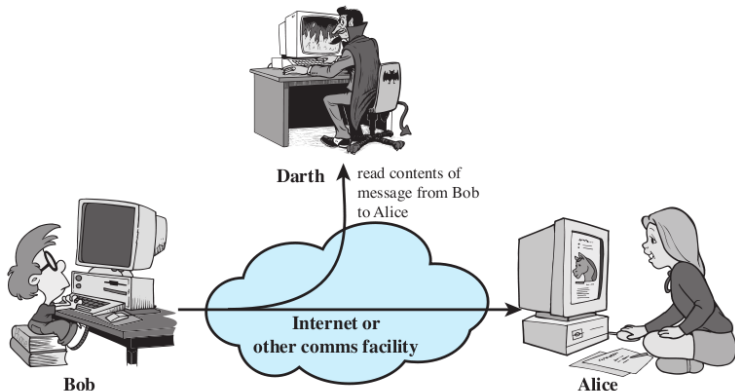 Darth
read contents of
message from Bob
to Alice
Internet or
other comms facility
Bob
Alice